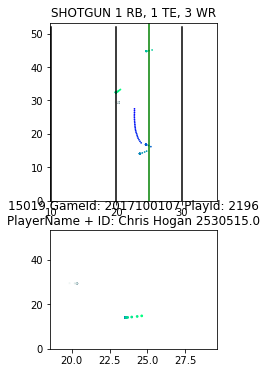 SHOTGUN 1 RB, 1 TE, 3 WR
50
40
30
20
10
0
10 20 30
15019 GameId: 2017100107 PlayId: 2196
PlayerName + ID: Chris Hogan 2530515.0
40
20
0
20.0 22.5 25.0 27.5